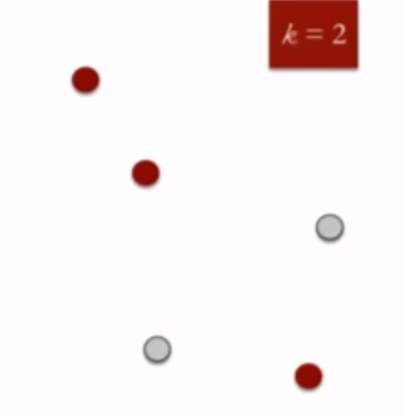 k = 2